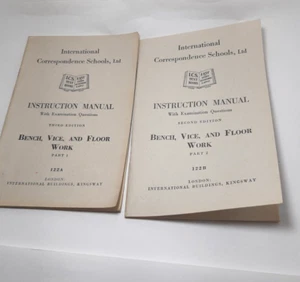 International
Correspondence Schools, Ltd
INSTRUCTION MANUAL
With Examination Questions
THIRD EDITION
BENCH, VICE, AND FLOOR
WORK
PART 1
LONDON:
INTERNATIONAL BUILDINGS, KINGSWAY
International
Correspondence Schools, Ltd
INSTRUCTION MANUAL
With Examination Questions
SECOND EDITION
BENCH, VICE, AND FLOOR
WORK
PART 2
LONDON:
INTERNATIONAL BUILDINGS, KINGSWAY